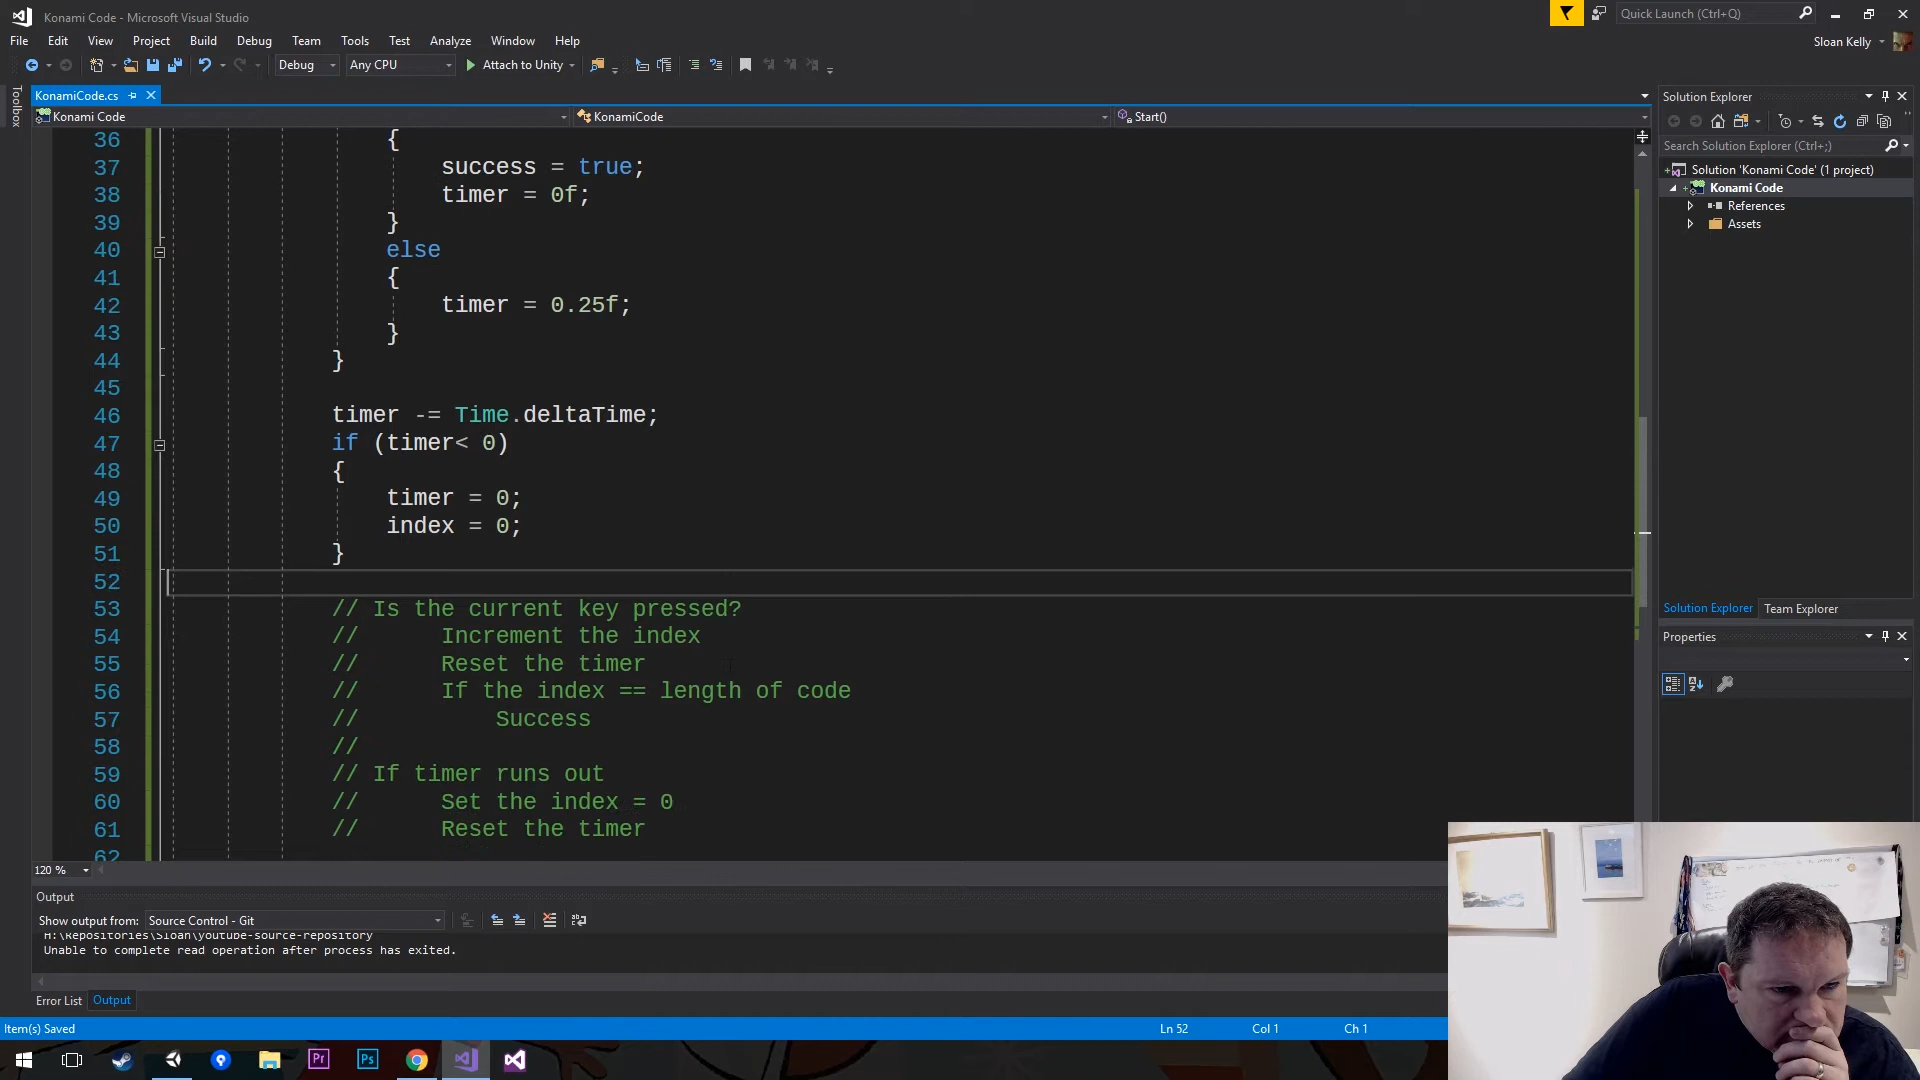 Konami Code - Microsoft Visual Studio
Quick Launch (Ctrl+Q)
File Edit View Project Build Debug Team Tools Test Analyze Window Help
Sloan Kelly
Debug Any CPU Attach to Unity
KonamiCode.cs
Konami Code KonamiCode Start()
Toolbox
36 {
37 success = true;
38 timer = 0f;
39 }
40 else
41 {
42 timer = 0.25f;
43 }
44 }
45
46 timer -= Time.deltaTime;
47 if (timer< 0)
48 {
49 timer = 0;
50 index = 0;
51 }
52
53 // Is the current key pressed?
54 // Increment the index
55 // Reset the timer
56 // If the index == length of code
57 // Success
58 //
59 // If timer runs out
60 // Set the index = 0
61 // Reset the timer
62
120 %
Solution Explorer
Search Solution Explorer (Ctrl+;)
Solution 'Konami Code' (1 project)
Konami Code
References
Assets
Solution Explorer Team Explorer
Properties
Output
Show output from: Source Control - Git
H:\Repositories\Sloan\youtube-source-repository
Unable to complete read operation after process has exited.
Error List Output
Item(s) Saved Ln 52 Col 1 Ch 1
Pr Ps